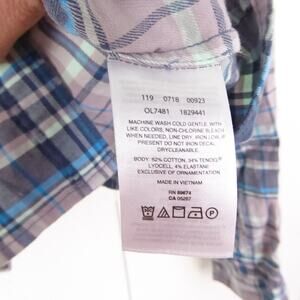 119 0718 00923
OL7481 1829441
MACHINE WASH COLD GENTLE, WITH
LIKE COLORS; NON-CHLORINE BLEACH
WHEN NEEDED, LINE DRY, IRON LOW.
PRESENT DO NOT IRON DECAL.
DRYCLEANABLE.
BODY: 62% COTTON, 34% TENCEL
LYOCELL, 4% ELASTANE
EXCLUSIVE OF ORNAMENTATION
MADE IN VIETNAM
RN 89674
CA 05267